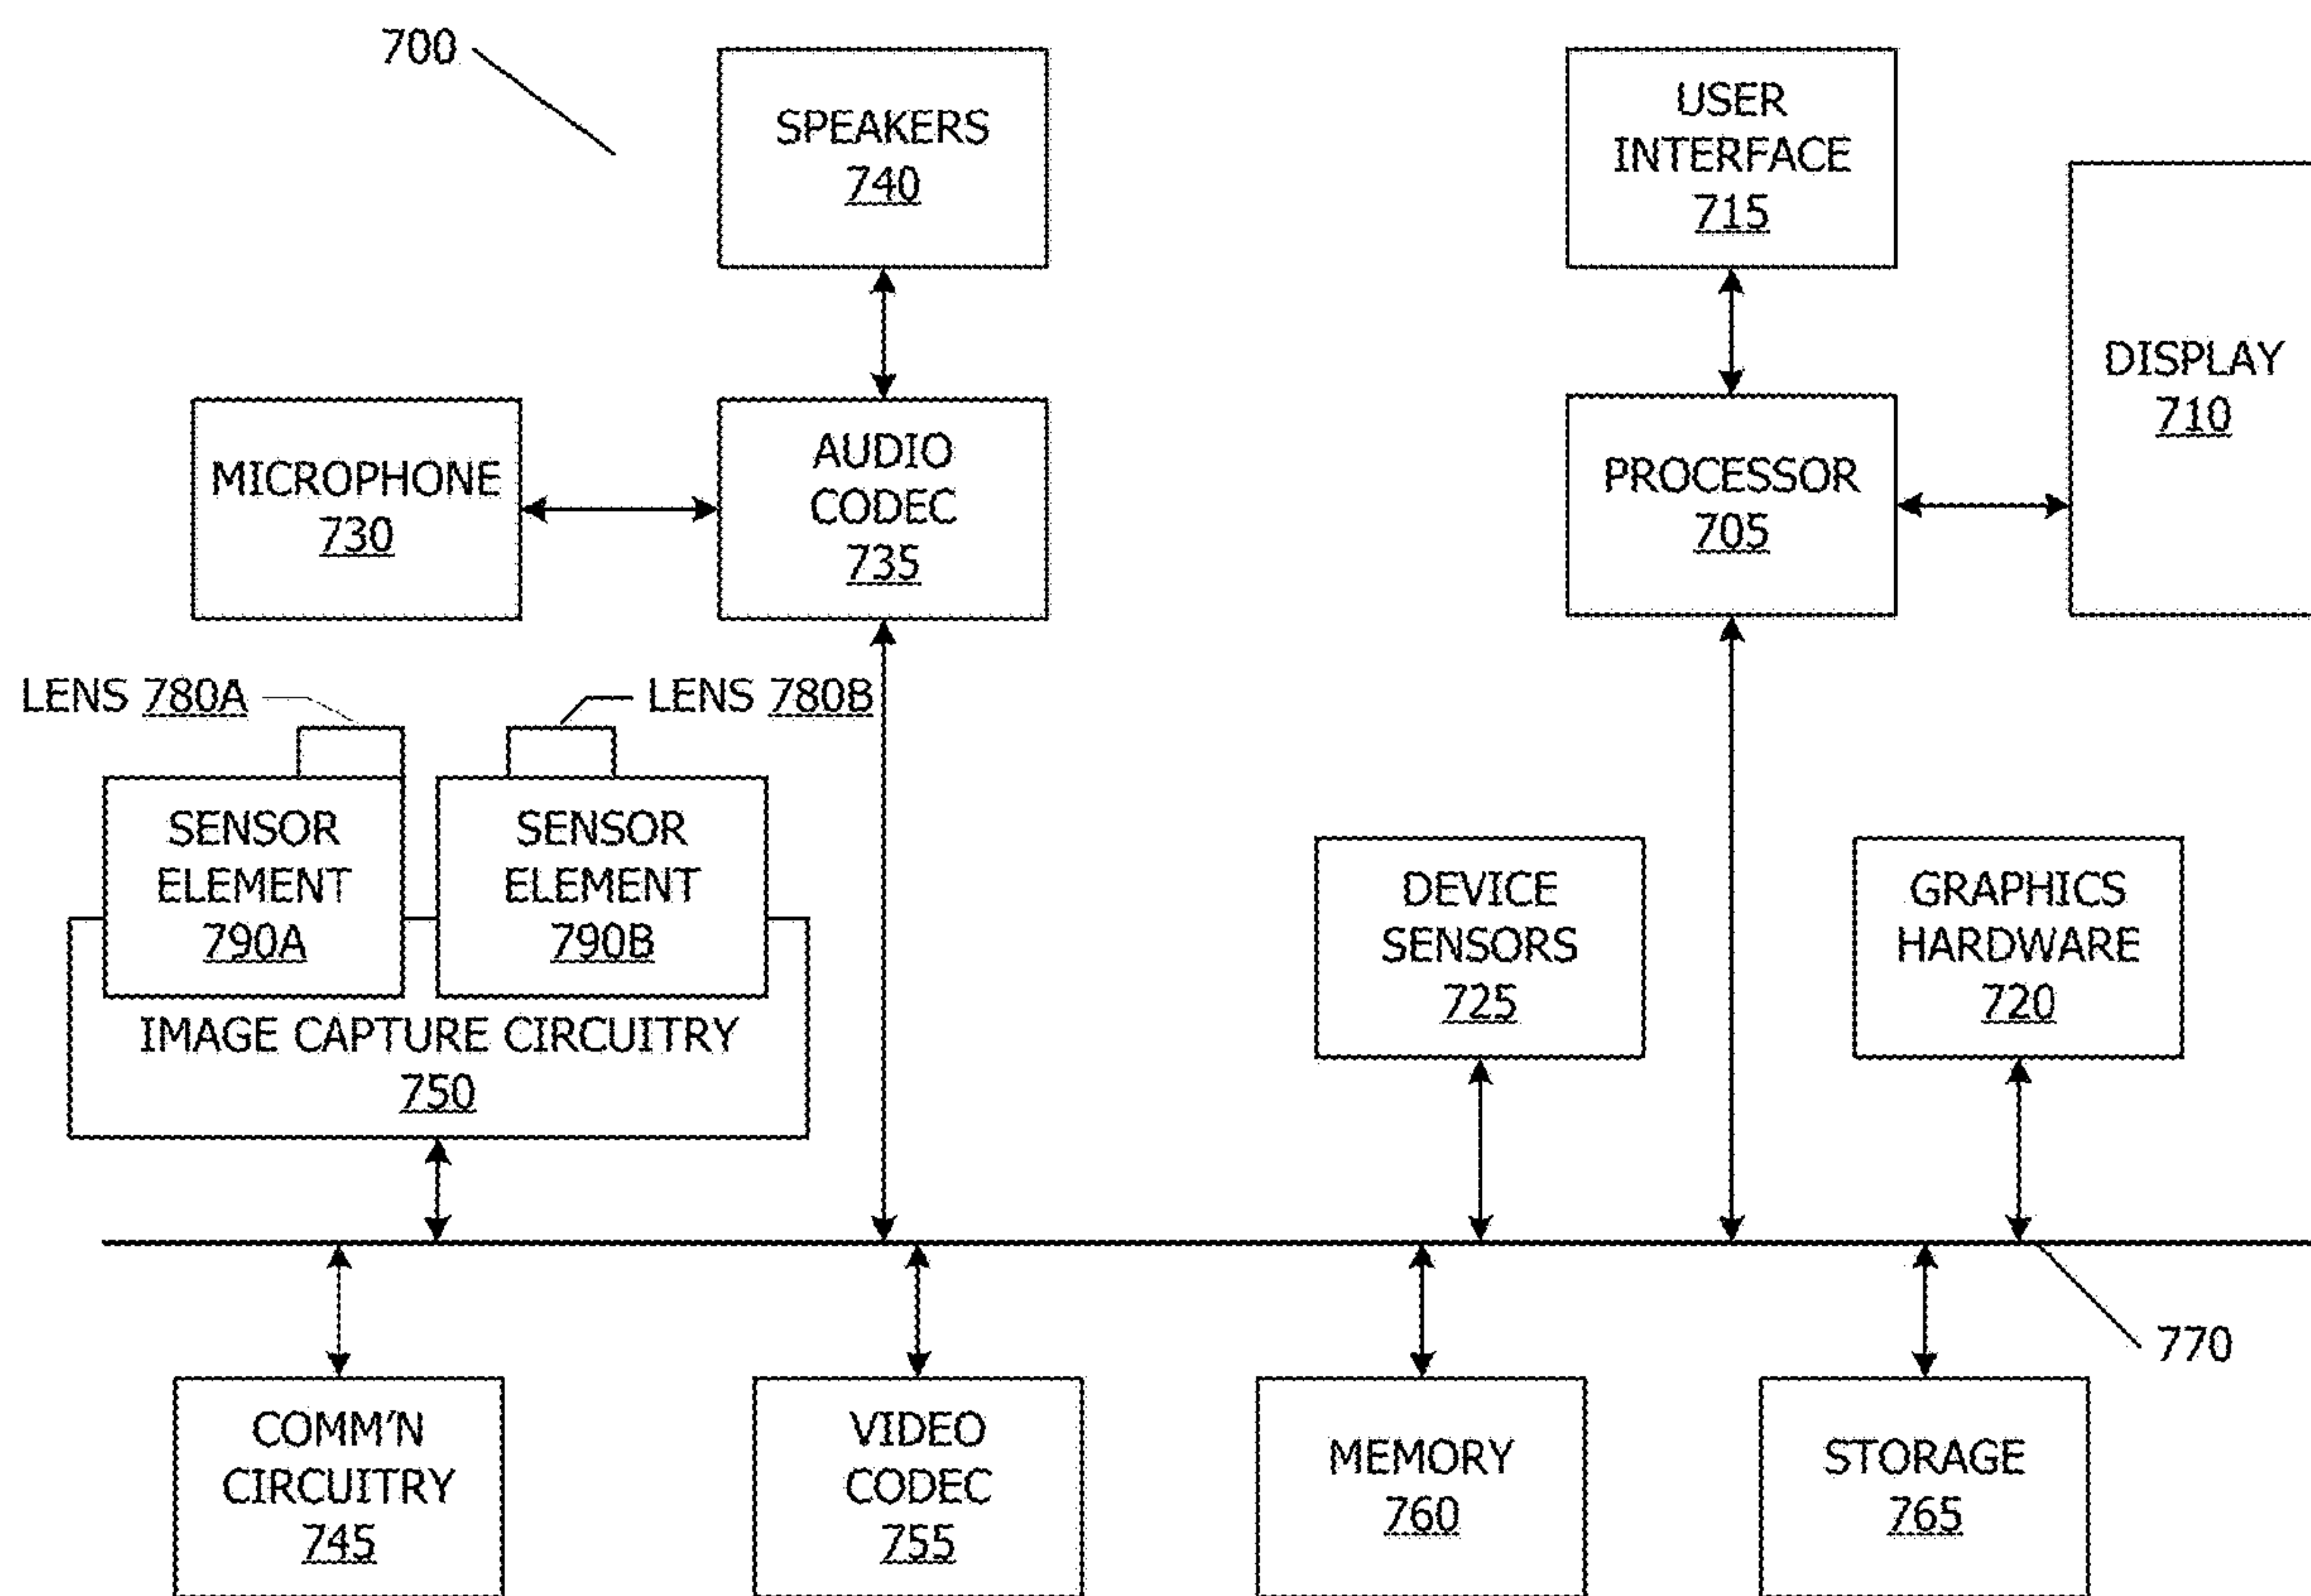 700
SPEAKERS
740
USER
INTERFACE
715
DISPLAY
710
MICROPHONE
730
AUDIO
CODEC
735
PROCESSOR
705
LENS 780A
LENS 780B
SENSOR
ELEMENT
790A
SENSOR
ELEMENT
790B
IMAGE CAPTURE CIRCUITRY
750
DEVICE
SENSORS
725
GRAPHICS
HARDWARE
720
770
COMM'N
CIRCUITRY
745
VIDEO
CODEC
755
MEMORY
760
STORAGE
765